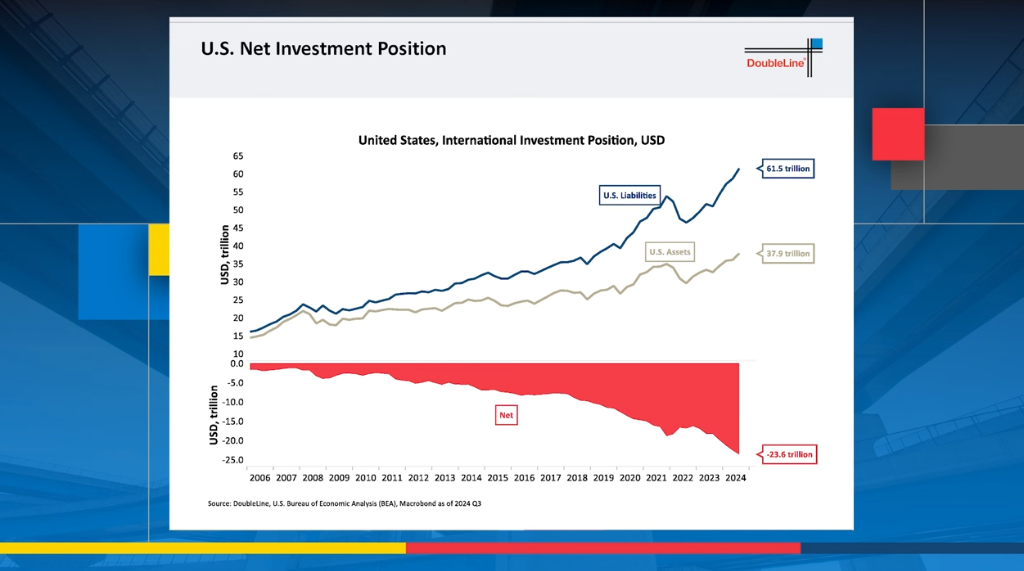 U.S. Net Investment Position
DoubleLine®
United States, International Investment Position, USD
65
60
55
50
45
40
35
30
25
20
15
10
USD, trillion
U.S. Liabilities
61.5 trillion
U.S. Assets
37.9 trillion
0.0
-5.0
-10.0
-15.0
-20.0
-25.0
USD, trillion
Net
-23.6 trillion
2006 2007 2008 2009 2010 2011 2012 2013 2014 2015 2016 2017 2018 2019 2020 2021 2022 2023 2024
Source: DoubleLine, U.S. Bureau of Economic Analysis (BEA), Macrobond as of 2024 Q3